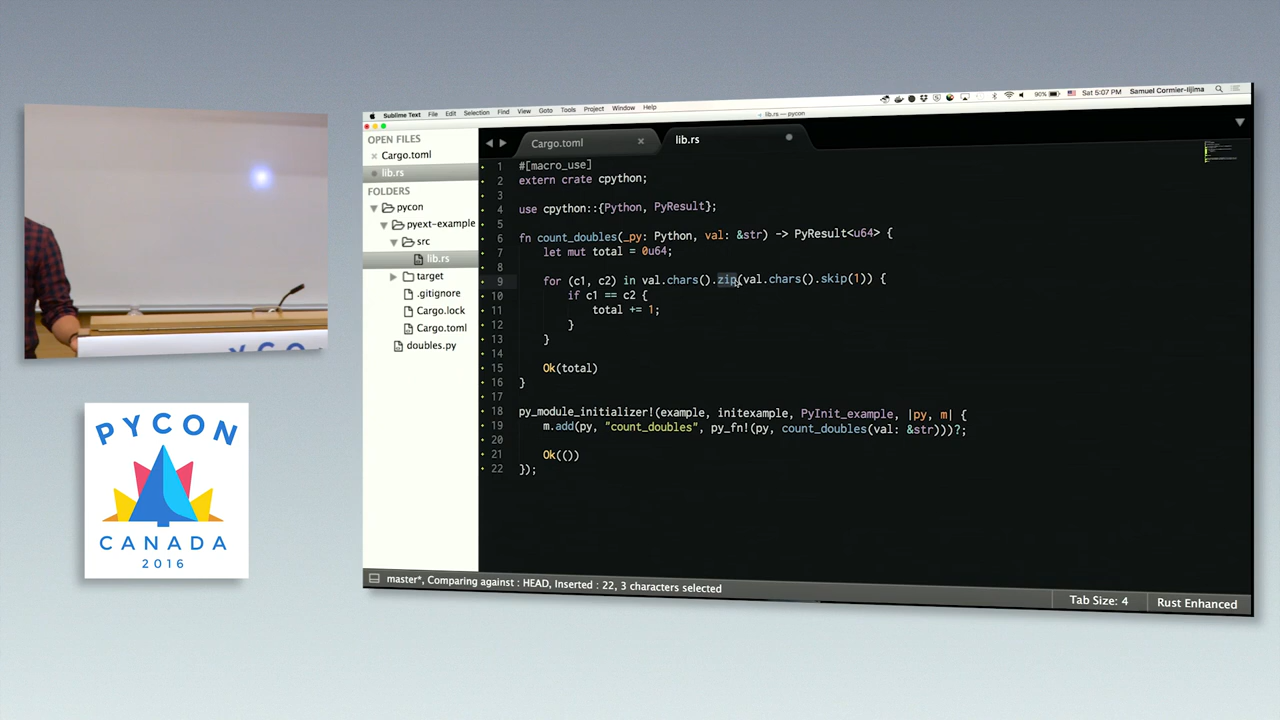 Sublime Text File Edit Selection Find View Goto Tools Project Window Help
90% Sat 5:07 PM Samuel Cormier-Iijima
lib.rs — pycon
OPEN FILES
Cargo.toml
lib.rs
FOLDERS
pycon
pyext-example
src
lib.rs
target
.gitignore
Cargo.lock
Cargo.toml
doubles.py
Cargo.toml
lib.rs
1 #[macro_use]
2 extern crate cpython;
3
4 use cpython::{Python, PyResult};
5
6 fn count_doubles(_py: Python, val: &str) -> PyResult<u64> {
7 let mut total = 0u64;
8
9 for (c1, c2) in val.chars().zip(val.chars().skip(1)) {
10 if c1 == c2 {
11 total += 1;
12 }
13 }
14
15 Ok(total)
16 }
17
18 py_module_initializer!(example, initexample, PyInit_example, |py, m| {
19 m.add(py, "count_doubles", py_fn!(py, count_doubles(val: &str)))?;
20
21 Ok(())
22 });
master*, Comparing against : HEAD, Inserted : 22, 3 characters selected
Tab Size: 4
Rust Enhanced
PYCON
PYCON
CANADA
2016